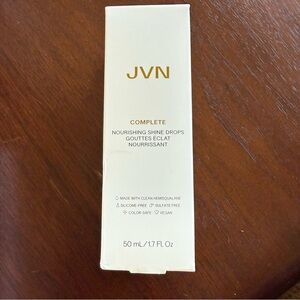 JVN
COMPLETE
NOURISHING SHINE DROPS
GOUTTES ÉCLAT
NOURRISSANT
MADE WITH CLEAN HEMISQUALANE
SILICONE-FREE SULFATE FREE
COLOR-SAFE VEGAN
50 mL/1.7 Fl Oz